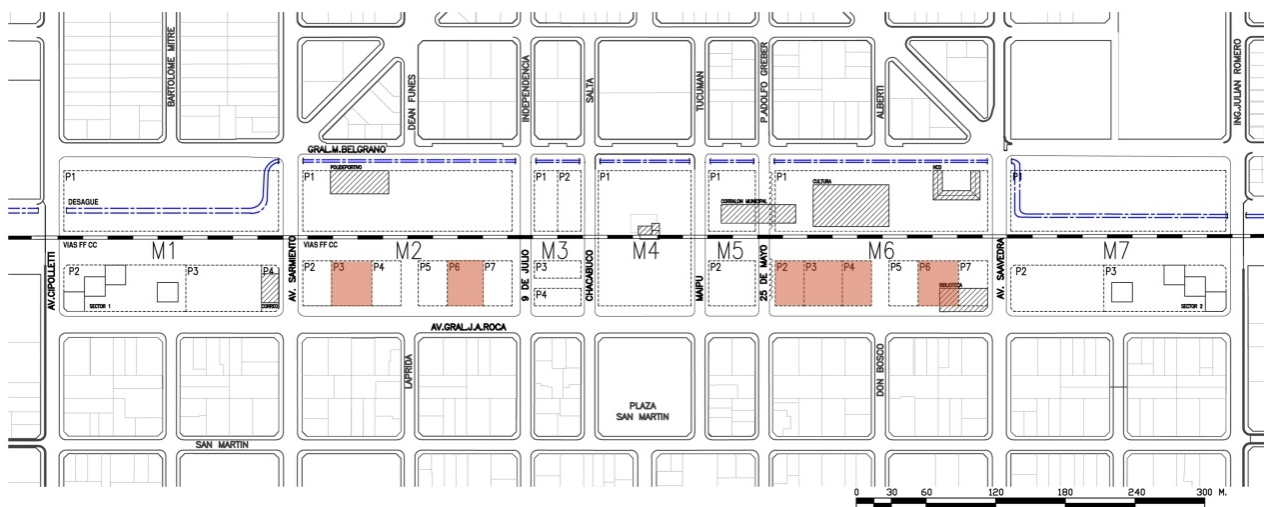 BARTOLOME MITRE
DEAN FUNES
INDEPENDENCIA
SALTA
TUCUMAN
P.ADOLFO GREBER
ALBERTI
ING.JULIAN ROMERO
GRAL.M.BELGRANO
P1
DESAGUE
P1
POLIDEPORTIVO
P1
P2
P1
P1
CORRALON MUNICIPAL
P1
CULTURA
HCD
P1
VIAS FF CC
M1
VIAS FF CC
M2
M3
M4
M5
M6
M7
AV.CIPOLLETTI
P2
SECTOR 1
P3
P4
CORREO
AV. SARMIENTO
P2
P3
P4
P5
P6
P7
9 DE JULIO
P3
P4
CHACABUCO
MAIPU
P2
25 DE MAYO
P2
P3
P4
P5
P6
P7
BIBLIOTECA
AV. SAAVEDRA
P2
P3
SECTOR 2
AV.GRAL.J.A.ROCA
LAPRIDA
PLAZA
SAN MARTIN
DON BOSCO
SAN MARTIN
0 30 60 120 180 240 300 M.